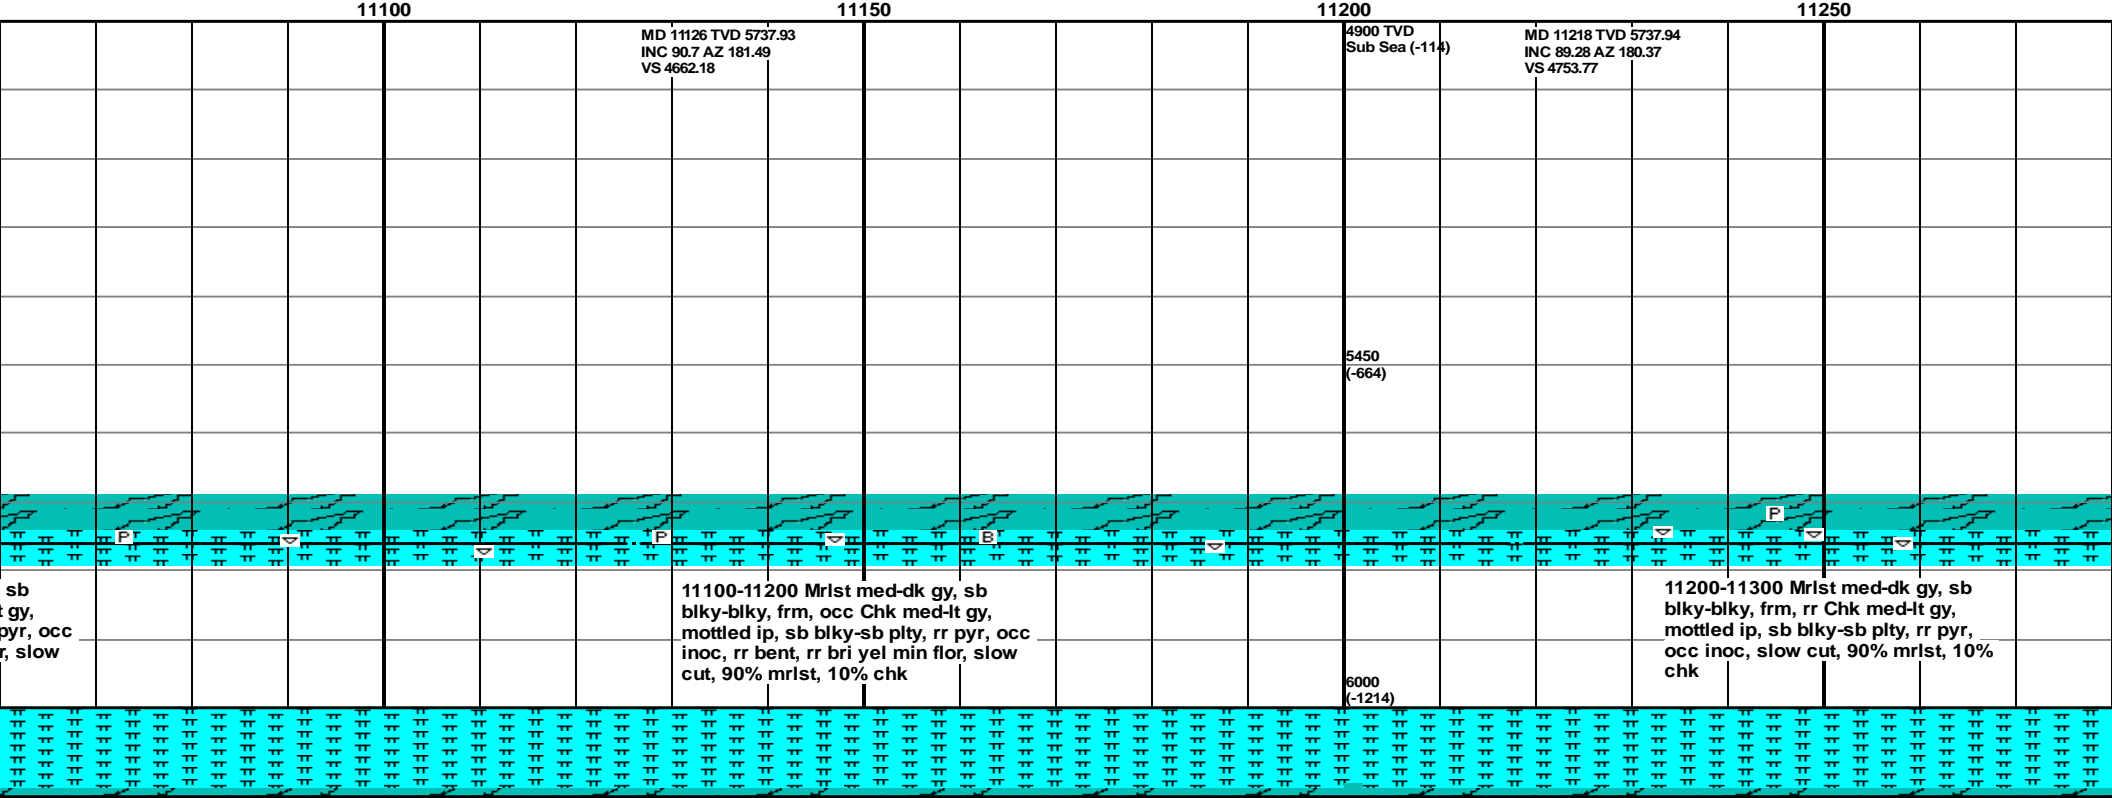 11100
11150
11200
11250
MD 11126 TVD 5737.93
INC 90.7 AZ 181.49
VS 4662.18
4900 TVD
Sub Sea (-114)
MD 11218 TVD 5737.94
INC 89.28 AZ 180.37
VS 4753.77
5450
(-664)
P
P
B
P
sb
t gy,
pyr, occ
r, slow
11100-11200 Mrlst med-dk gy, sb
blky-blky, frm, occ Chk med-lt gy,
mottled ip, sb blky-sb plty, rr pyr, occ
inoc, rr bent, rr bri yel min flor, slow
cut, 90% mrlst, 10% chk
11200-11300 Mrlst med-dk gy, sb
blky-blky, frm, rr Chk med-lt gy,
mottled ip, sb blky-sb plty, rr pyr,
occ inoc, slow cut, 90% mrlst, 10%
chk
6000
(-1214)